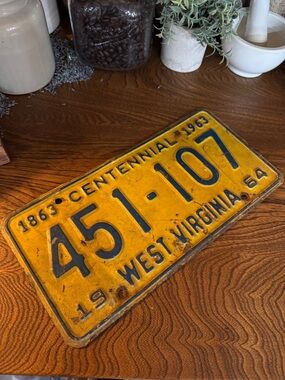 1863 CENTENNIAL 1963
451-107
19 WEST VIRGINIA 64